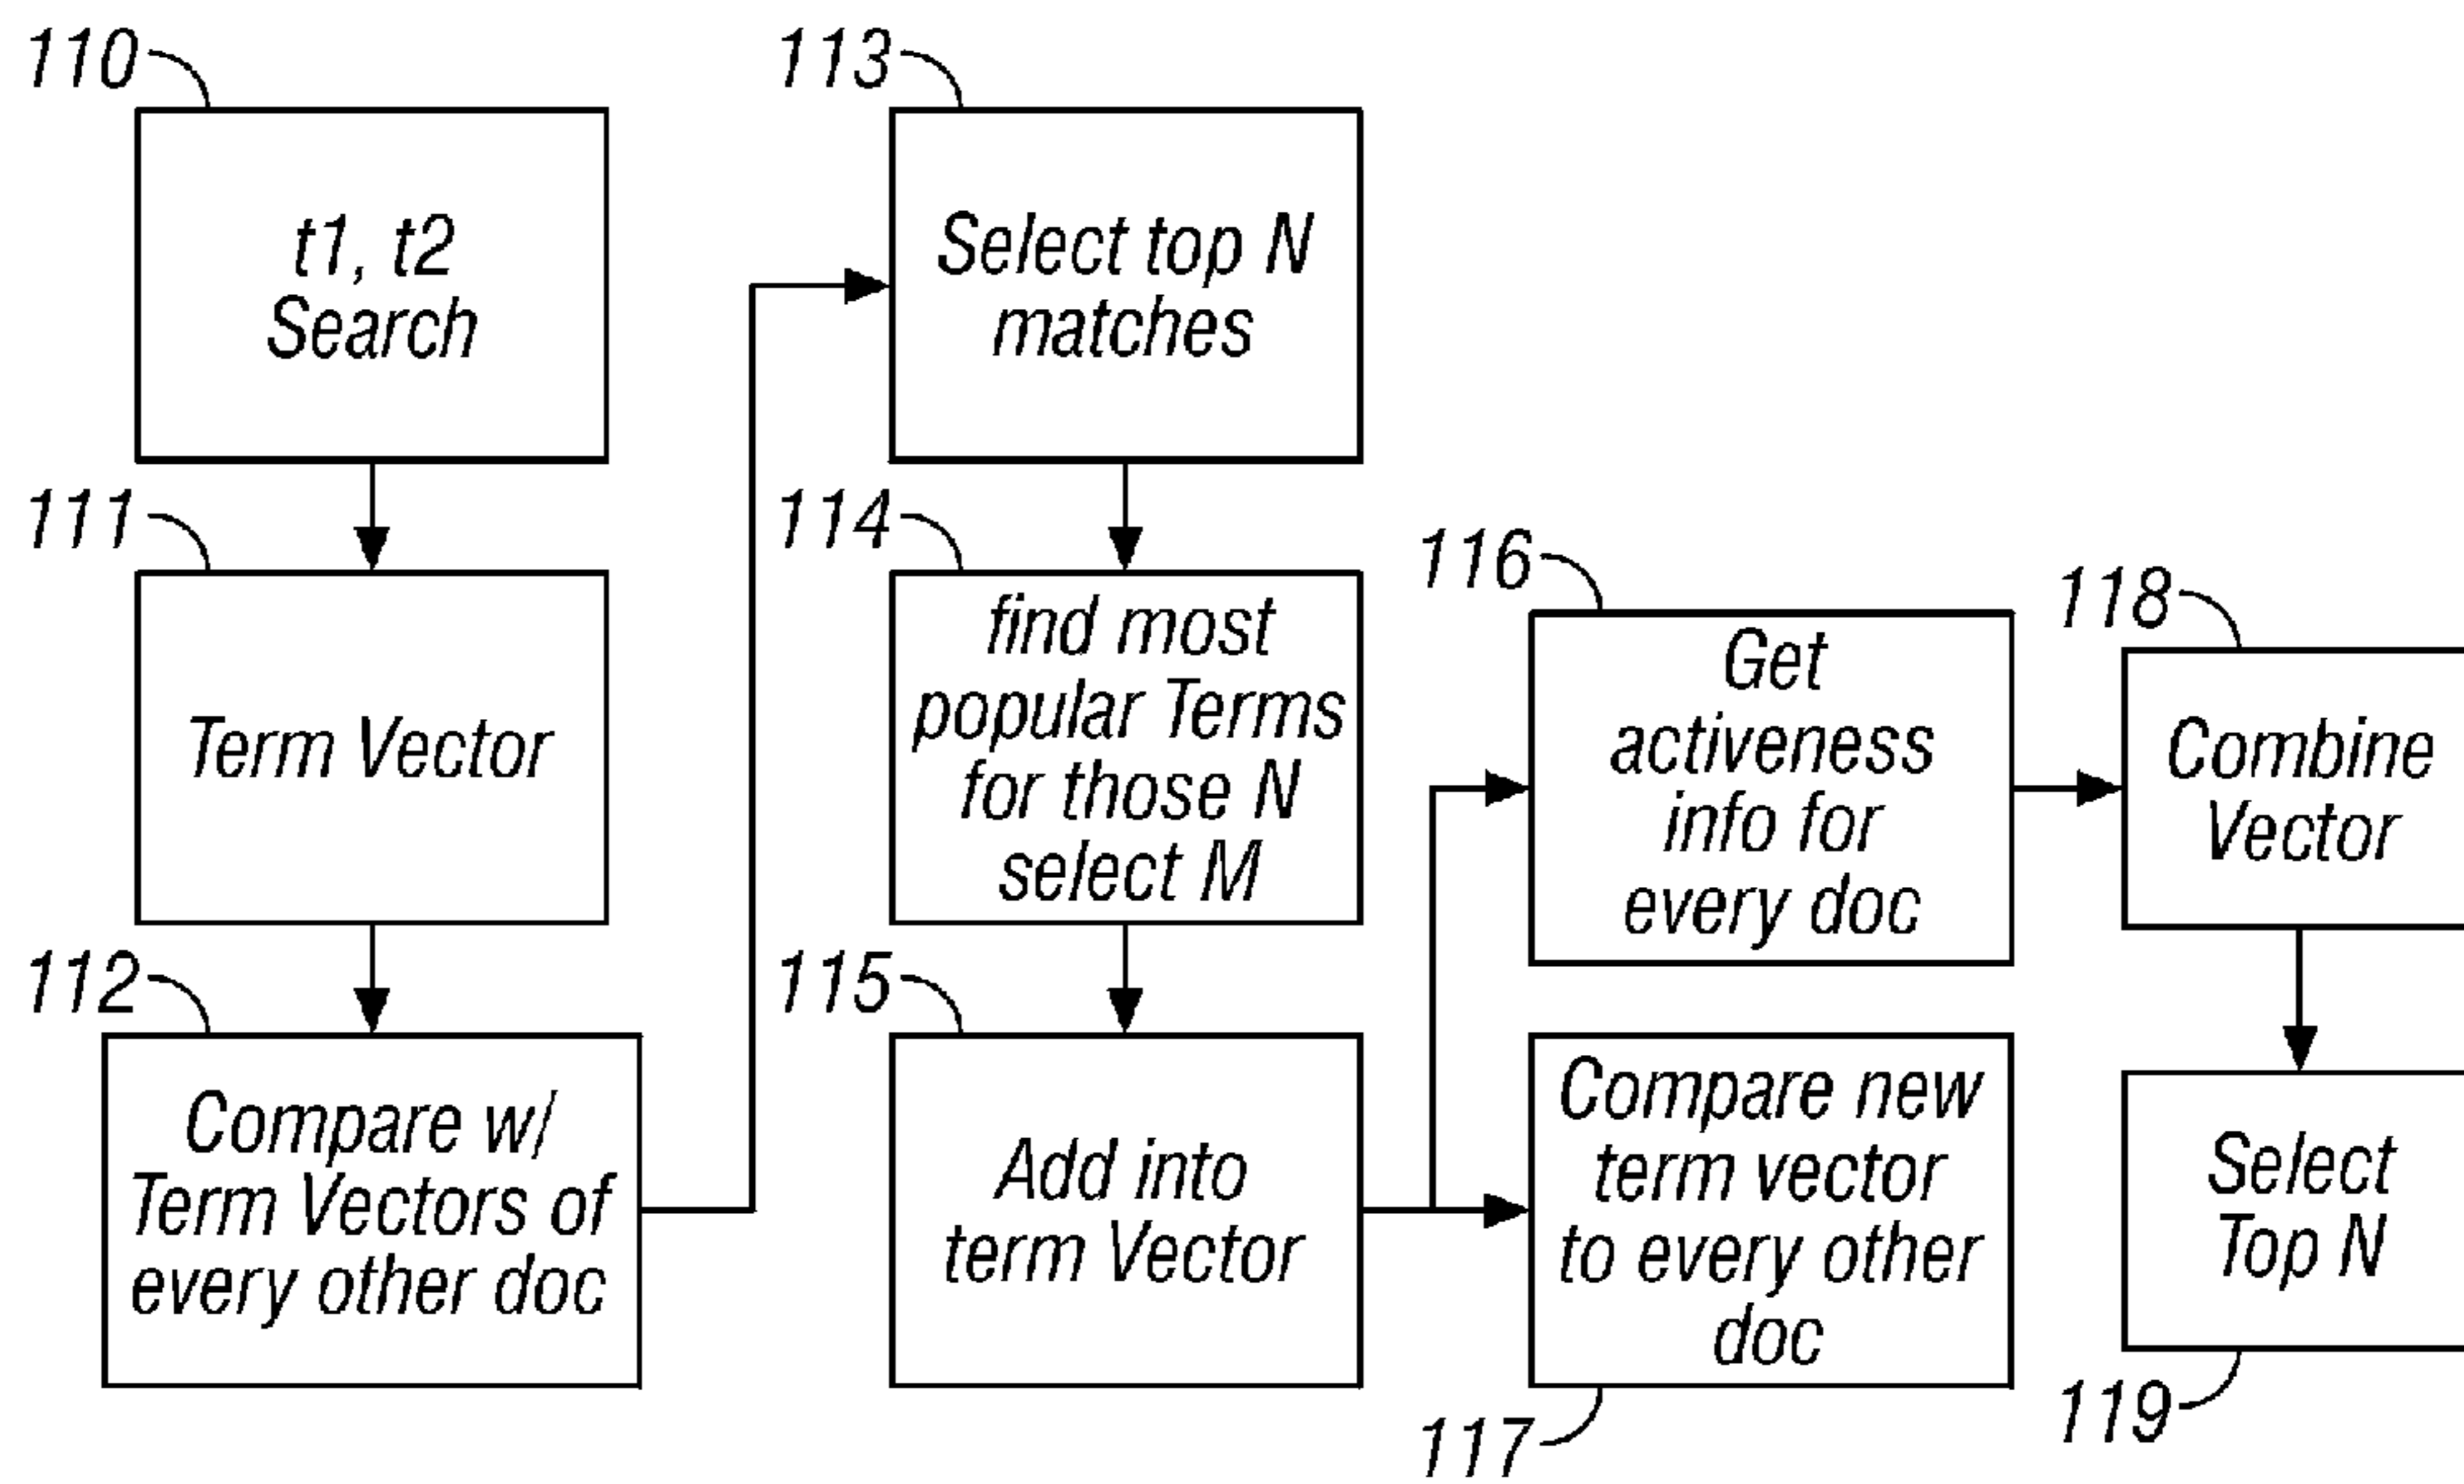 110
t1, t2
Search
111
Term Vector
112
Compare w/
Term Vectors of
every other doc
113
Select top N
matches
114
find most
popular Terms
for those N
select M
115
Add into
term Vector
116
Get
activeness
info for
every doc
117
Compare new
term vector
to every other
doc
118
Combine
Vector
119
Select
Top N